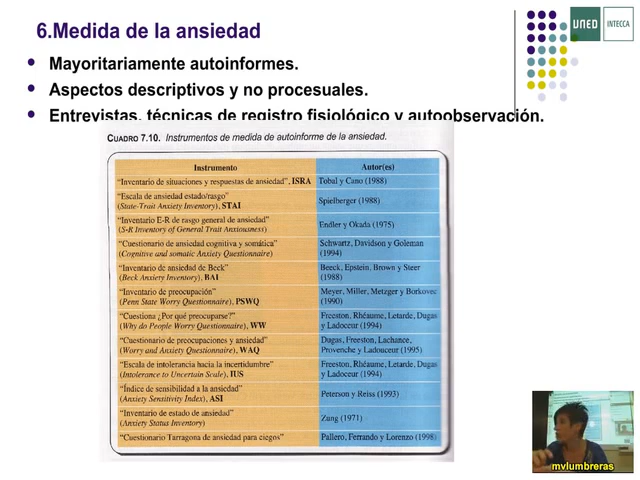 6.Medida de la ansiedad
UNED
INTECCA
Mayoritariamente autoinformes.
Aspectos descriptivos y no procesuales.
Entrevistas, técnicas de registro fisiológico y autoobservación.
CUADRO 7.10. Instrumentos de medida de autoinforme de la ansiedad.
Instrumento Autor(es)
"Inventario de situaciones y respuestas de ansiedad", ISRA Tobal y Cano (1988)
"Escala de ansiedad estado/rasgo"
(State-Trait Anxiety Inventory), STAI Spielberger (1988)
"Inventario E-R de rasgo general de ansiedad"
(S-R Inventory of General Trait Anxiousness) Endler y Okada (1975)
"Cuestionario de ansiedad cognitiva y somática" Schwartz, Davidson y Goleman
(Cognitive and somatic Anxiety Questionnaire) (1994)
"Inventario de ansiedad de Beck" Beeck, Epstein, Brown y Steer
(Beck Anxiety Inventory), BAI (1988)
"Inventario de preocupación" Meyer, Miller, Metzger y Borkovec
(Penn State Worry Questionnaire), PSWQ (1990)
"Cuestiona ¿Por qué preocuparse?" Freeston, Rhéaume, Letarde, Dugas
(Why do People Worry Questionnaire), WW y Ladoceur (1994)
"Cuestionario de preocupaciones y ansiedad" Dagas, Freeston, Lachance,
(Worry and Anxiety Questionnaire), WAQ Provenche y Ladouceur (1995)
"Escala de intolerancia hacia la incertidumbre" Freeston, Rhéaume, Letarde, Dugas
(Intolerance to Uncertain Scale), IUS y Ladoceur (1994)
"Índice de sensibilidad a la ansiedad"
(Anxiety Sensitivity Index), ASI Peterson y Reiss (1993)
"Inventario de estado de ansiedad"
(Anxiety Status Inventory) Zung (1971)
"Cuestionario Tarragona de ansiedad para ciegos" Pallero, Ferrando y Lorenzo (1998)
mvlumbreras